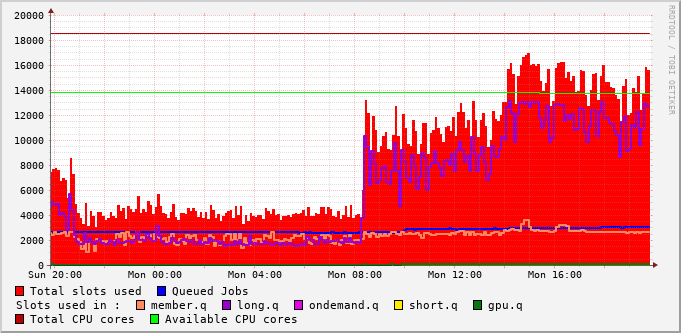 20000
18000
16000
14000
12000
10000
8000
6000
4000
2000
0
Sun 20:00 Mon 00:00 Mon 04:00 Mon 08:00 Mon 12:00 Mon 16:00
RRDTOOL / TOBI OETIKER
Total slots used Queued Jobs
Slots used in : member.q long.q ondemand.q short.q gpu.q
Total CPU cores Available CPU cores